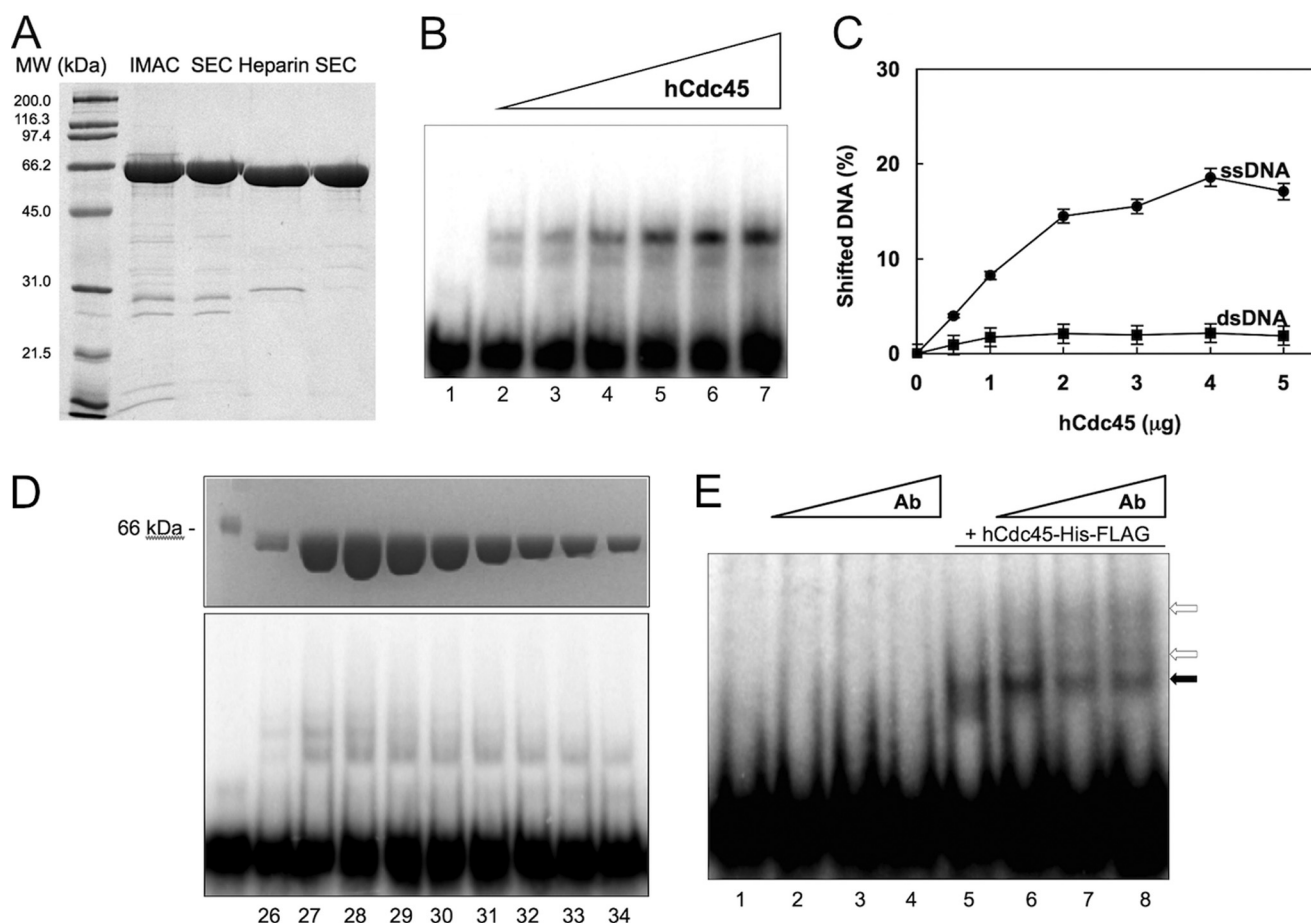 A
MW (kDa) IMAC SEC Heparin SEC
200.0
116.3
97.4
66.2
45.0
31.0
21.5
B
hCdc45
1 2 3 4 5 6 7
C
Shifted DNA (%)
30
20
10
0
ssDNA
dsDNA
0 1 2 3 4 5
hCdc45 (μg)
D
66 kDa -
26 27 28 29 30 31 32 33 34
E
Ab Ab
+ hCdc45-His-FLAG
1 2 3 4 5 6 7 8